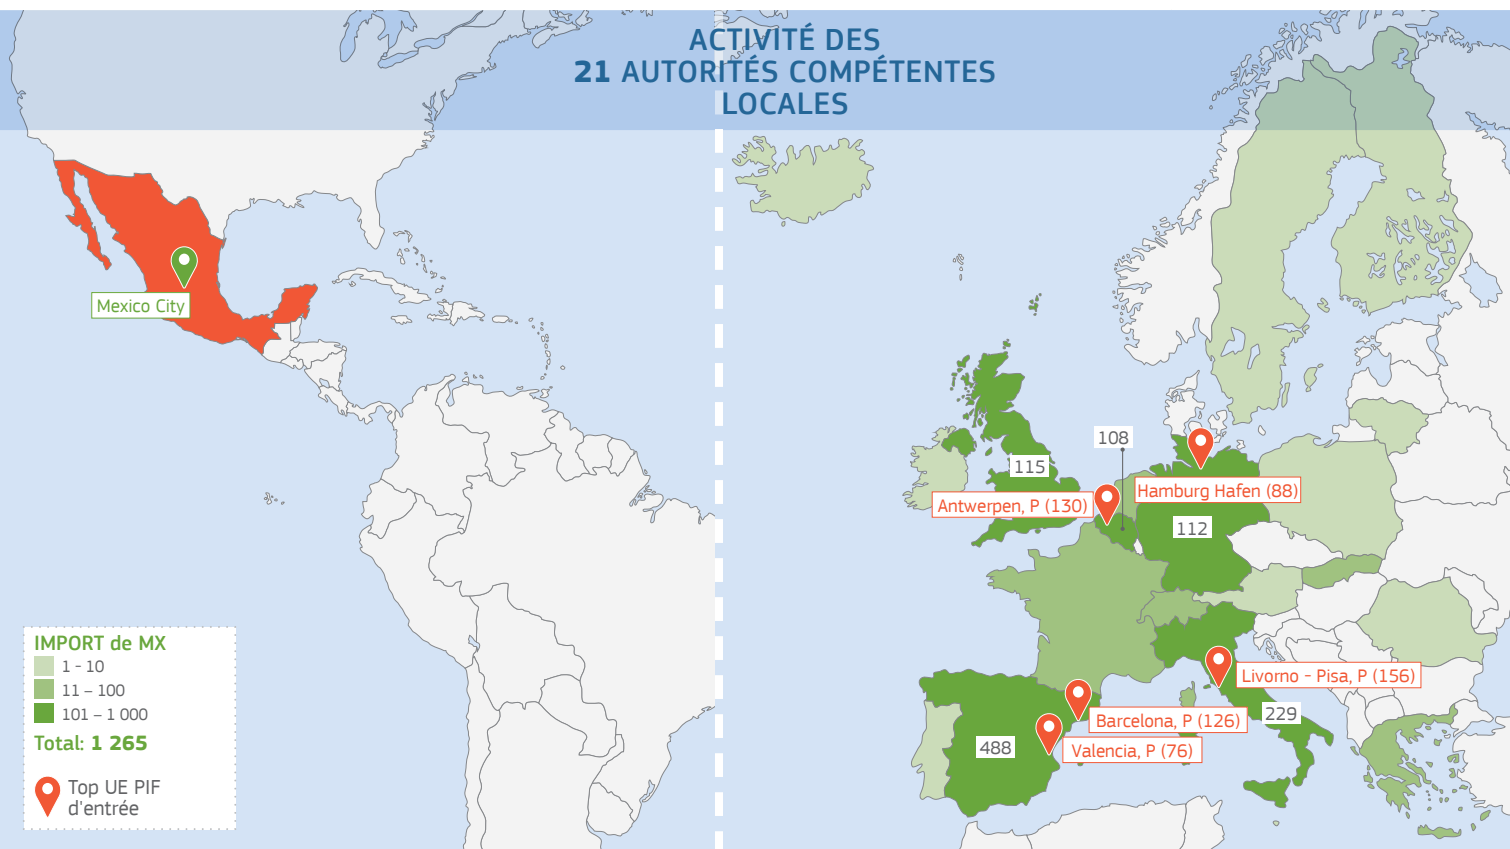 ACTIVITÉ DES
21 AUTORITÉS COMPÉTENTES
LOCALES
Mexico City
108
115
Hamburg Hafen (88)
Antwerpen, P (130)
112
Livorno - Pisa, P (156)
229
Barcelona, P (126)
488
Valencia, P (76)
IMPORT de MX
1 - 10
11 – 100
101 – 1 000
Total: 1 265
Top UE PIF
d'entrée